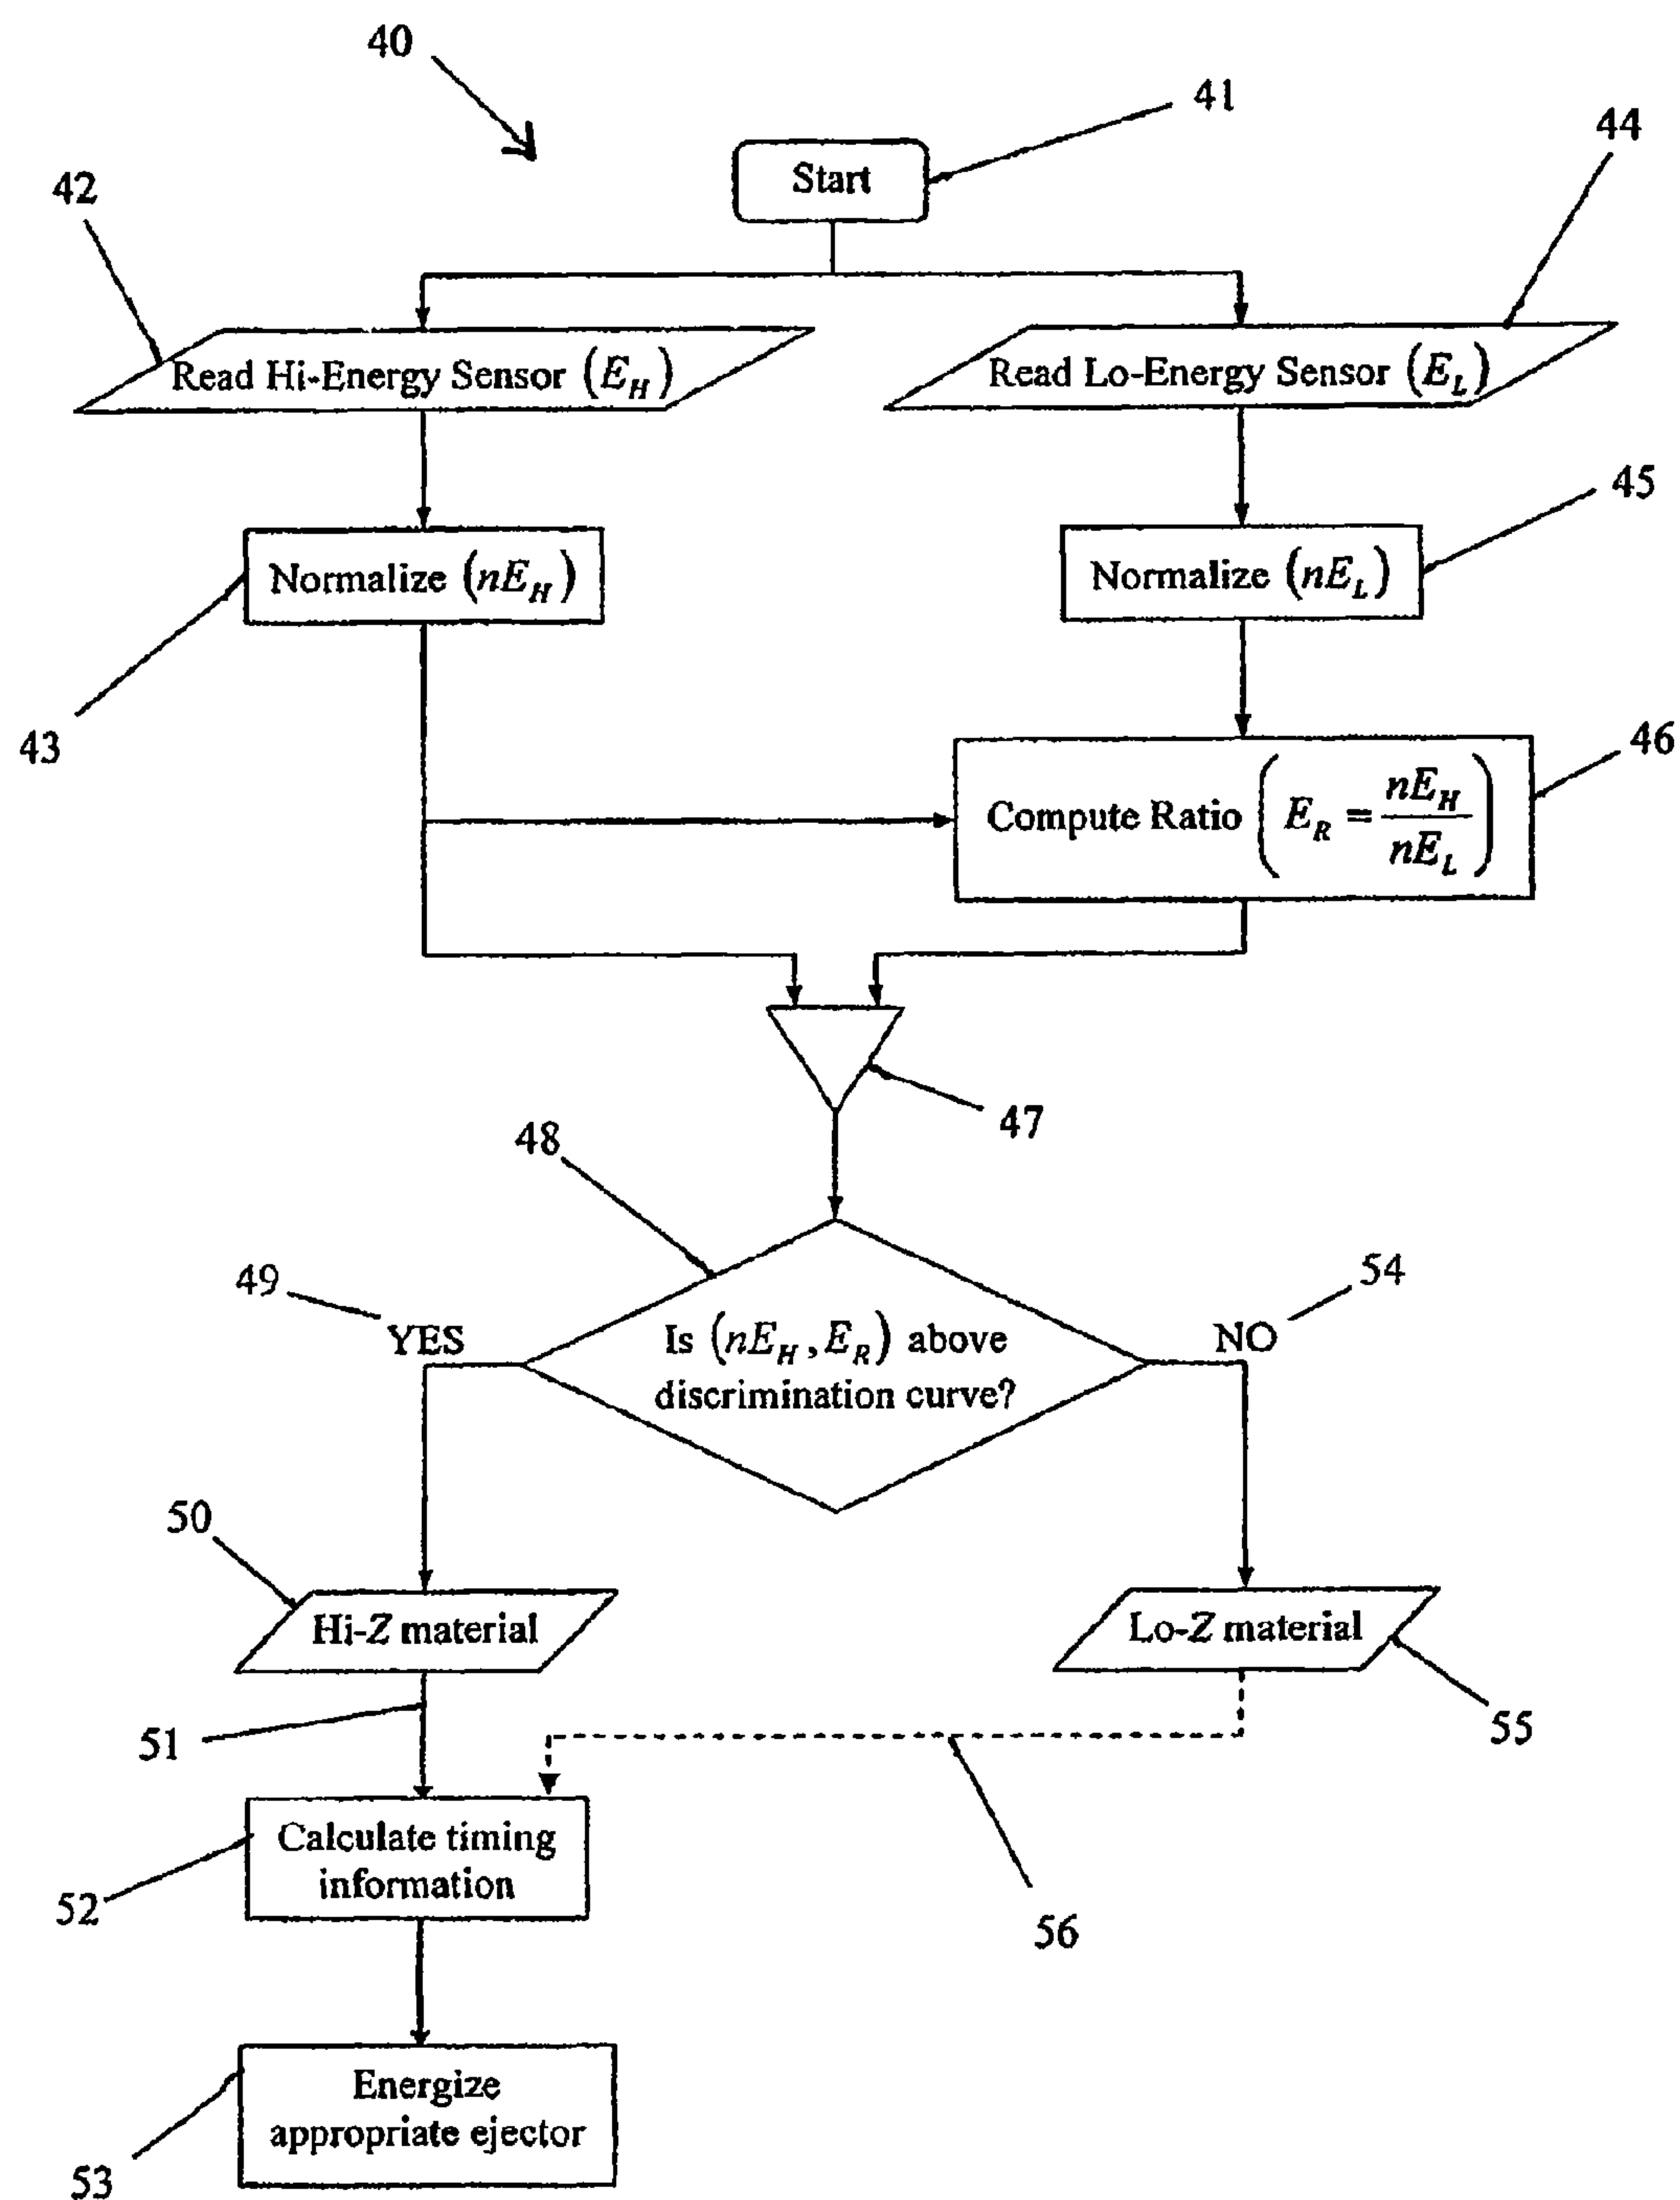 40
41
Start
44
42
Read Hi-Energy Sensor (E_H)
Read Lo-Energy Sensor (E_L)
45
Normalize (nE_H)
Normalize (nE_L)
43
46
Compute Ratio (E_R = nE_H / nE_L)
47
48
49
54
YES
NO
Is (nE_H, E_R) above
discrimination curve?
50
Hi-Z material
Lo-Z material
51
55
Calculate timing
information
52
56
Energize
appropriate ejector
53